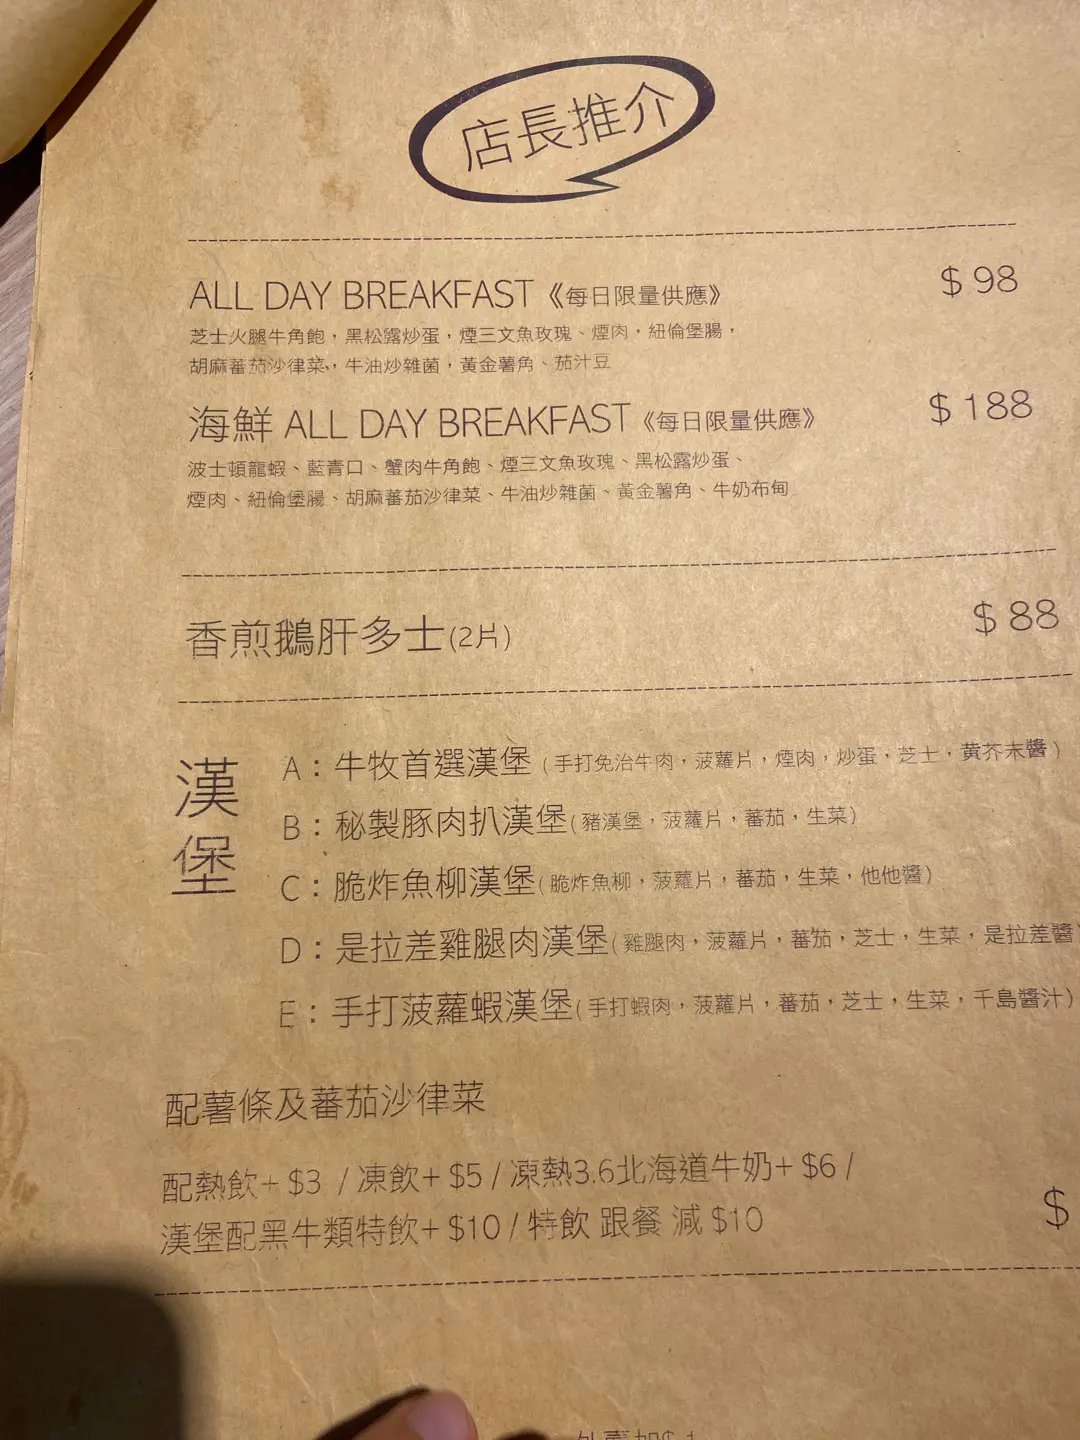 店長推介
ALL DAY BREAKFAST《每日限量供應》 $98
芝士火腿牛角飽，黑松露炒蛋，煙三文魚玫瑰、煙肉，紐倫堡腸，
胡麻蕃茄沙律菜、，牛油炒雜菌，黃金薯角、茄汁豆
海鮮 ALL DAY BREAKFAST《每日限量供應》 $188
波士頓龍蝦、藍青口、蟹肉牛角飽、煙三文魚玫瑰、黑松露炒蛋、
煙肉、紐倫堡腸、胡麻蕃茄沙律菜、牛油炒雜菌、黃金薯角、牛奶布甸
香煎鵝肝多士(2片) $88
漢堡
A：牛牧首選漢堡（手打免治牛肉，菠蘿片，煙肉，炒蛋，芝士，黃芥末醬）
B：秘製豚肉扒漢堡(豬漢堡，菠蘿片，蕃茄，生菜）
C：脆炸魚柳漢堡(脆炸魚柳，菠蘿片，蕃茄，生菜，他他醬）
D：是拉差雞腿肉漢堡(雞腿肉，菠蘿片，蕃茄，芝士，生菜，是拉差醬）
E：手打菠蘿蝦漢堡(手打蝦肉，菠蘿片，蕃茄，芝士，生菜，千島醬汁）
配薯條及蕃茄沙律菜
配熱飲+ $3 / 凍飲+ $5 / 凍熱3.6北海道牛奶+ $6 /
漢堡配黑牛類特飲+ $10 / 特飲 跟餐 減 $10 $